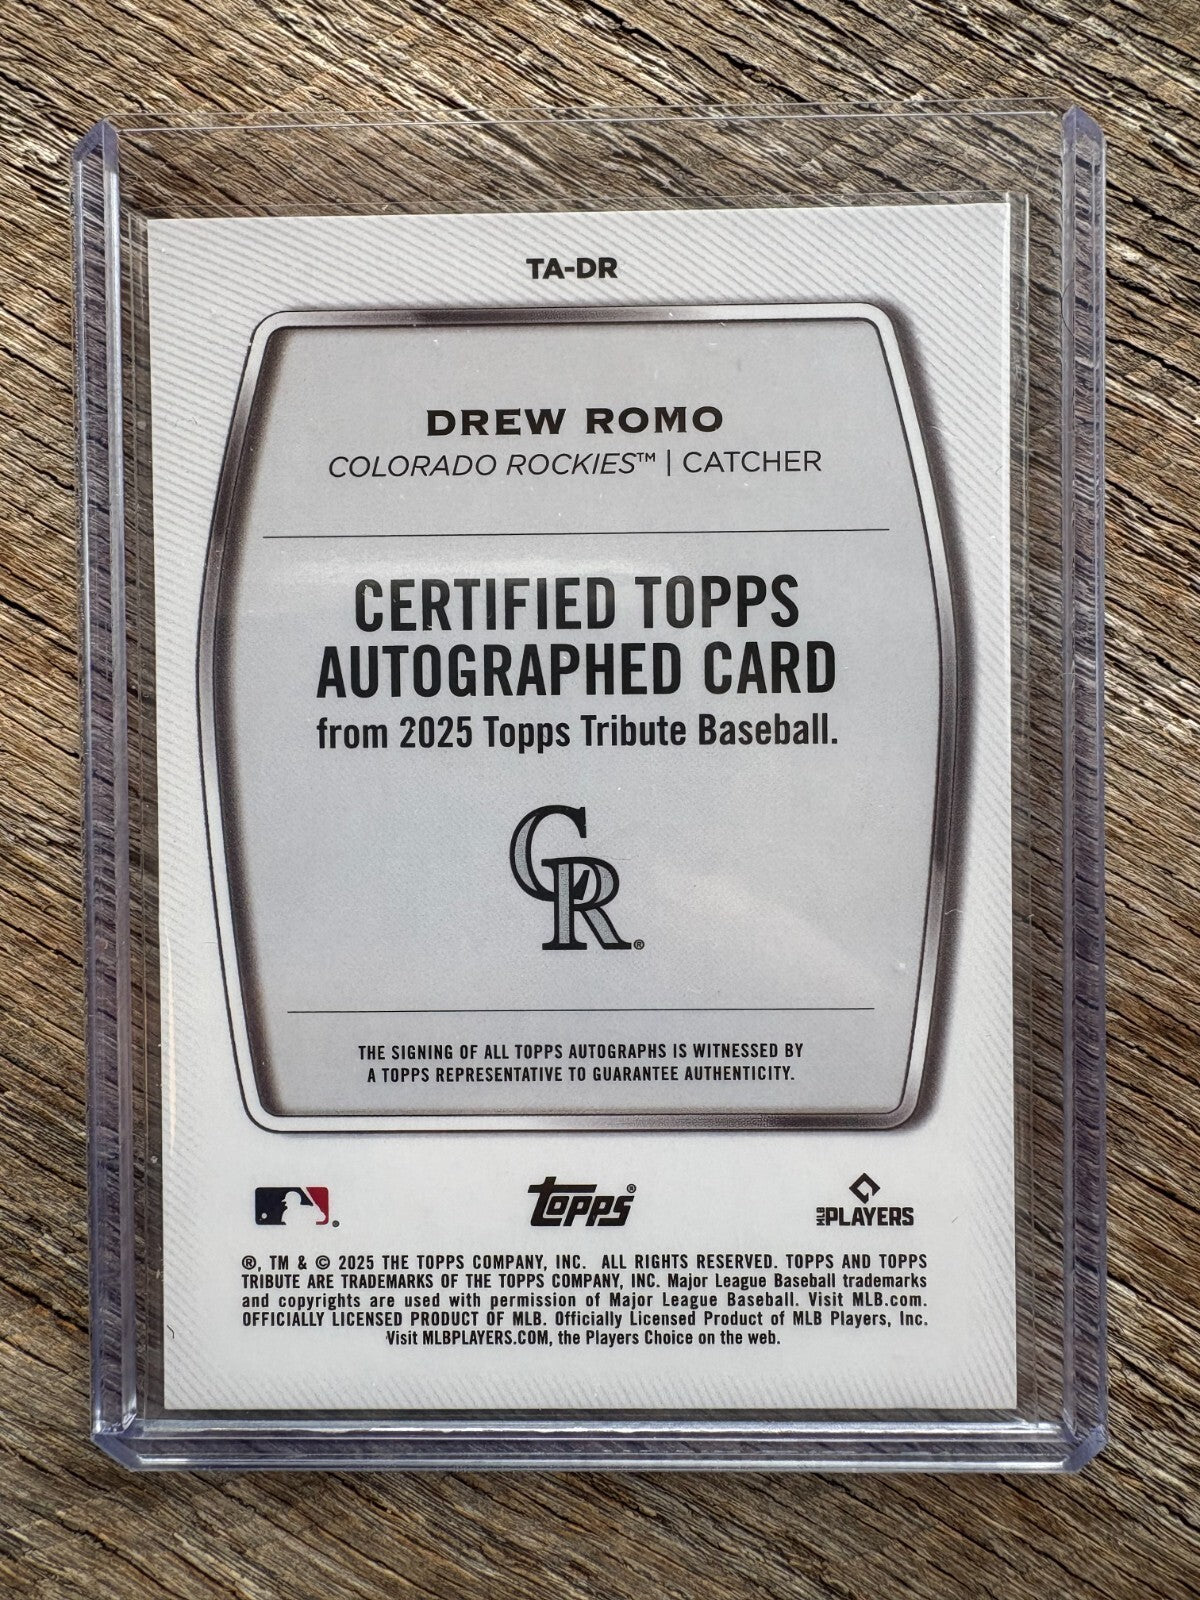 TA-DR
DREW ROMO
COLORADO ROCKIES™ | CATCHER
CERTIFIED TOPPS
AUTOGRAPHED CARD
from 2025 Topps Tribute Baseball.
CR®
THE SIGNING OF ALL TOPPS AUTOGRAPHS IS WITNESSED BY
A TOPPS REPRESENTATIVE TO GUARANTEE AUTHENTICITY.
® topps® MLB PLAYERS
®, TM & © 2025 THE TOPPS COMPANY, INC. ALL RIGHTS RESERVED. TOPPS AND TOPPS
TRIBUTE ARE TRADEMARKS OF THE TOPPS COMPANY, INC. Major League Baseball trademarks
and copyrights are used with permission of Major League Baseball. Visit MLB.com.
OFFICIALLY LICENSED PRODUCT OF MLB. Officially Licensed Product of MLB Players, Inc.
Visit MLBPLAYERS.COM, the Players Choice on the web.